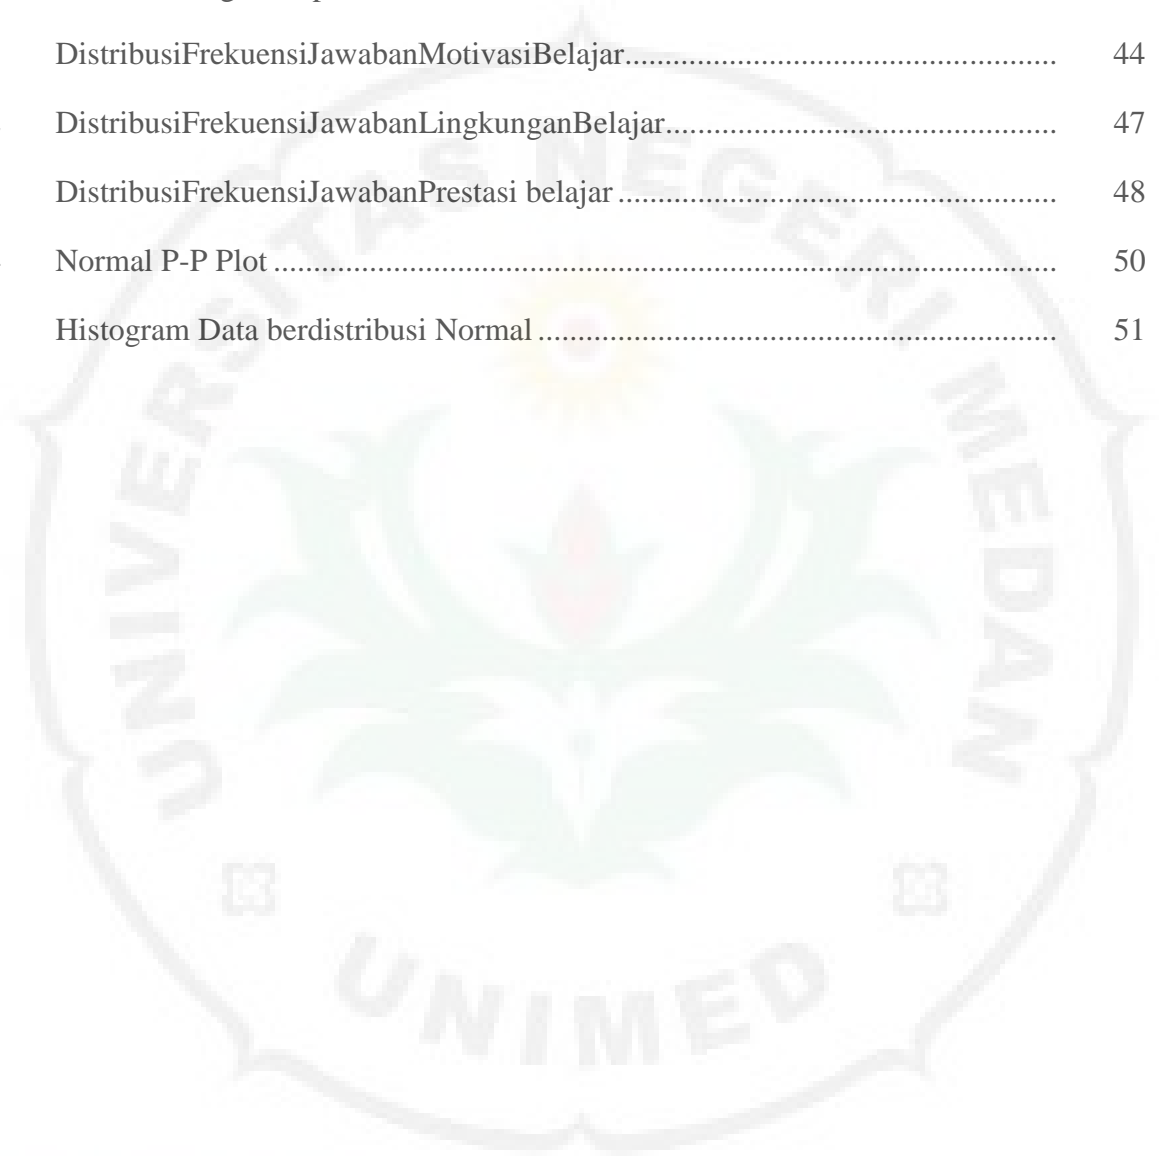 DistribusiFrekuensiJawabanMotivasiBelajar...................................................... 44
DistribusiFrekuensiJawabanLingkunganBelajar................................................. 47
DistribusiFrekuensiJawabanPrestasi belajar ....................................................... 48
Normal P-P Plot .................................................................................................. 50
Histogram Data berdistribusi Normal ................................................................. 51
UNIVERSITAS NEGERI MEDAN
UNIMED